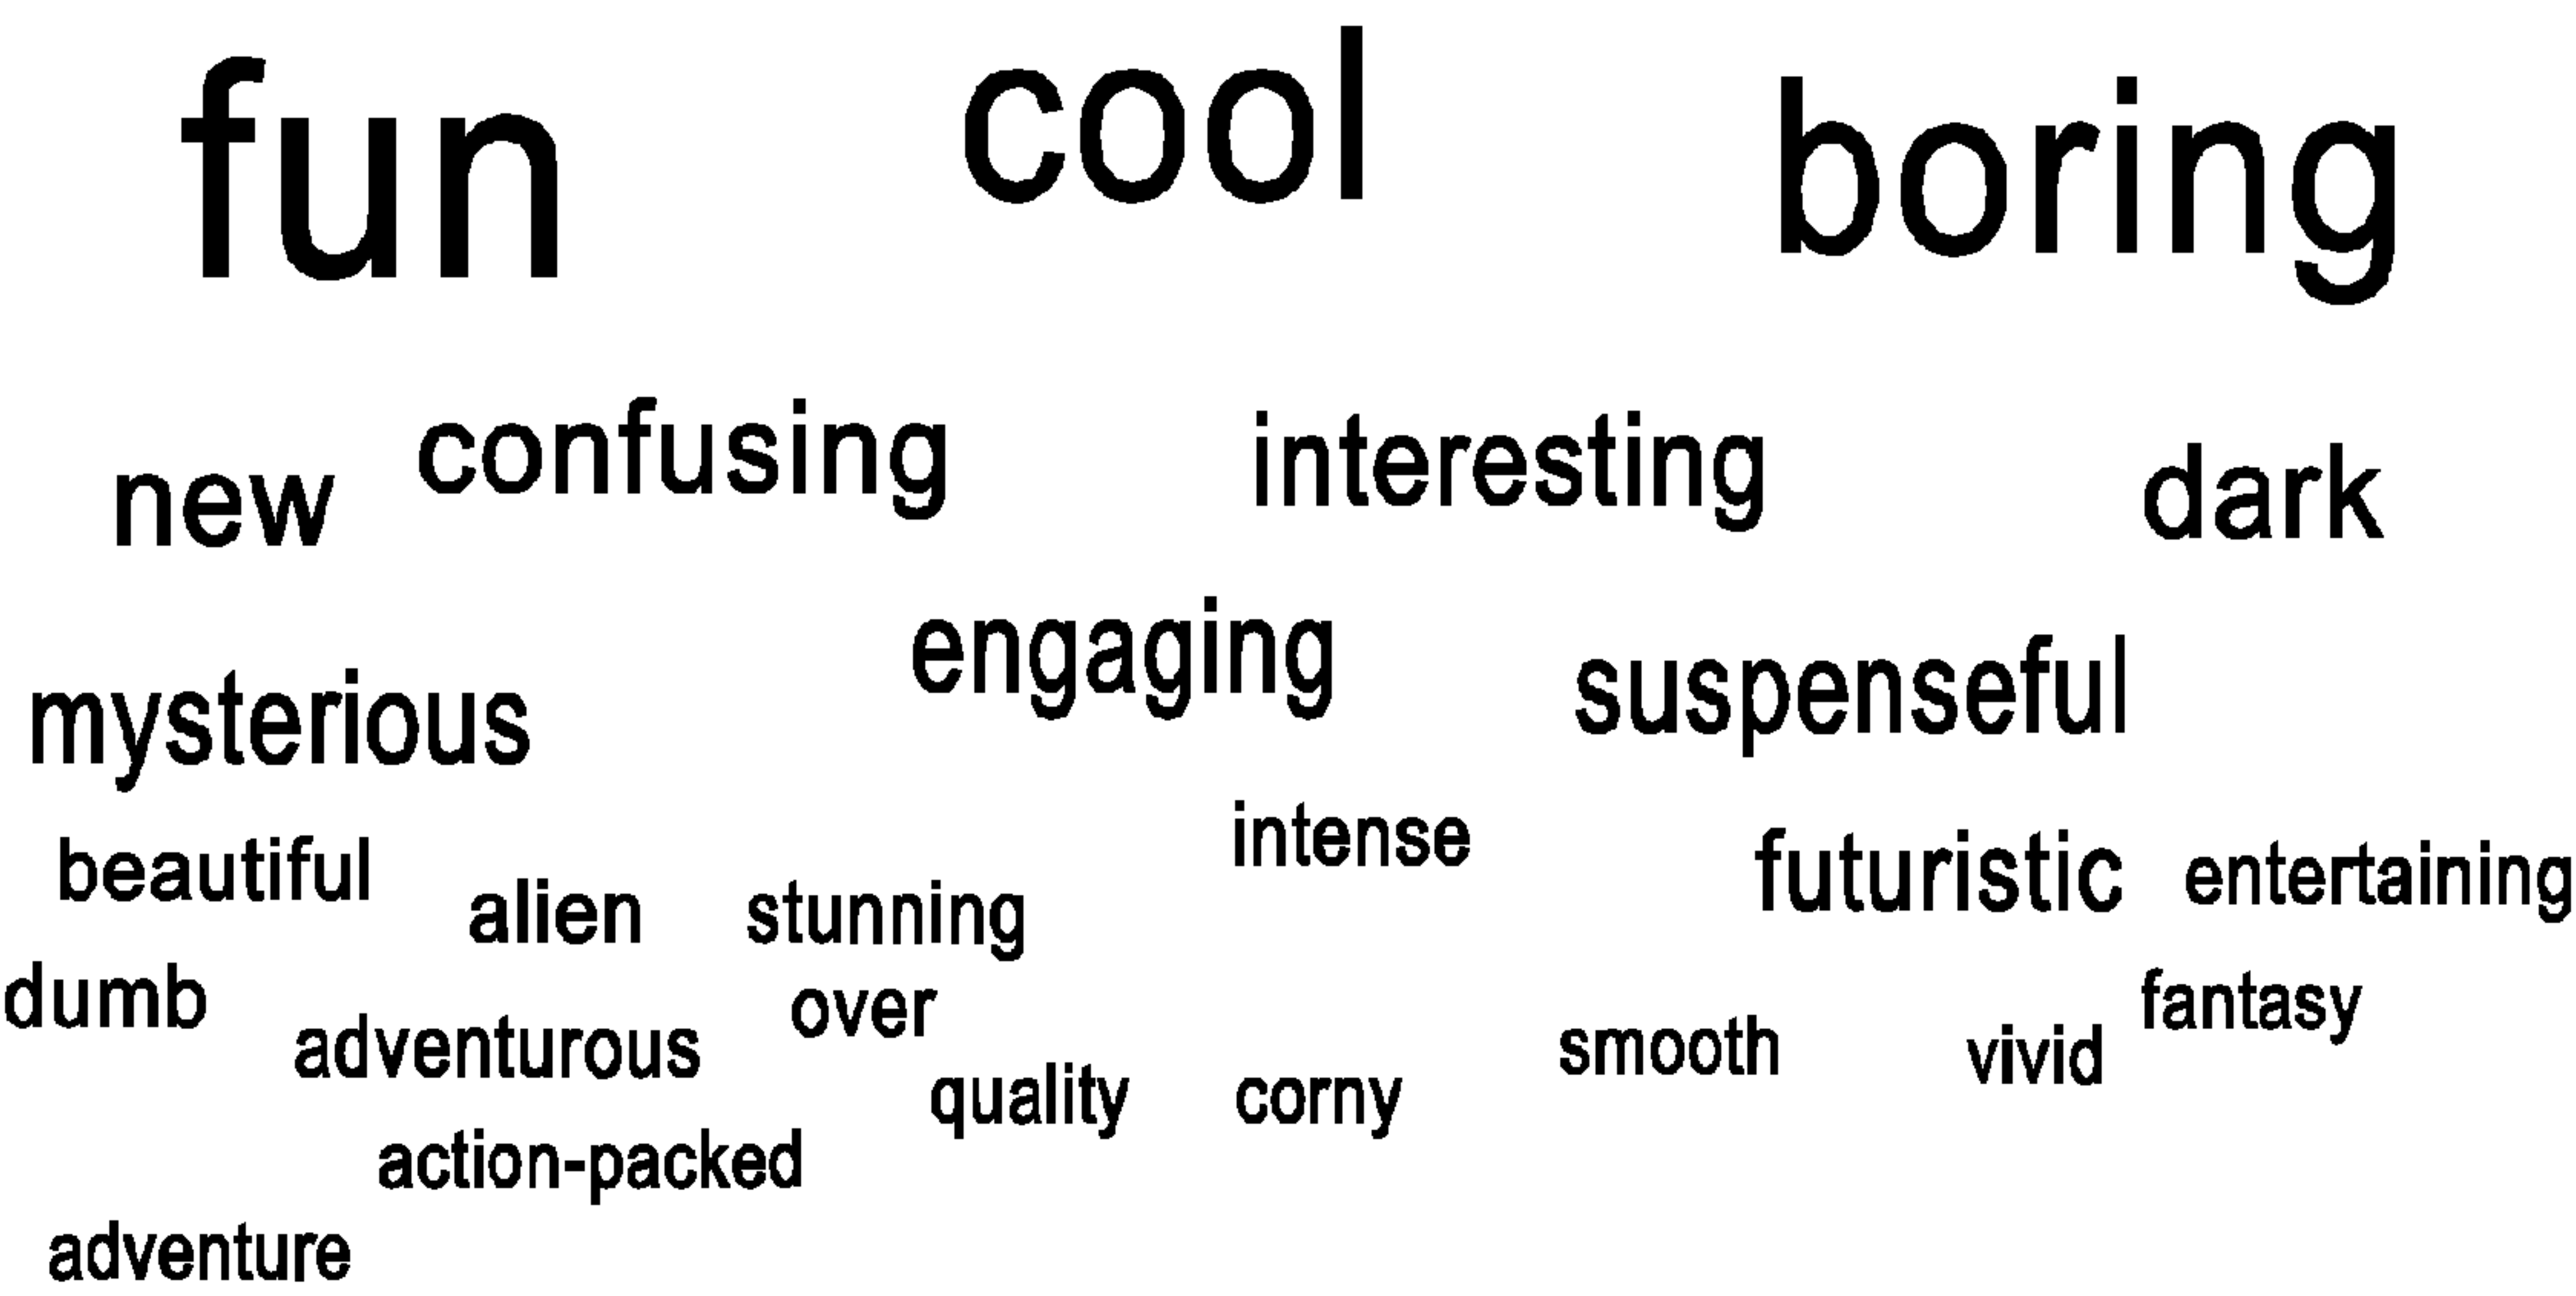 fun cool boring
new confusing interesting dark
mysterious engaging suspenseful
beautiful alien stunning intense futuristic entertaining
dumb adventurous over smooth vivid fantasy
quality corny
action-packed
adventure